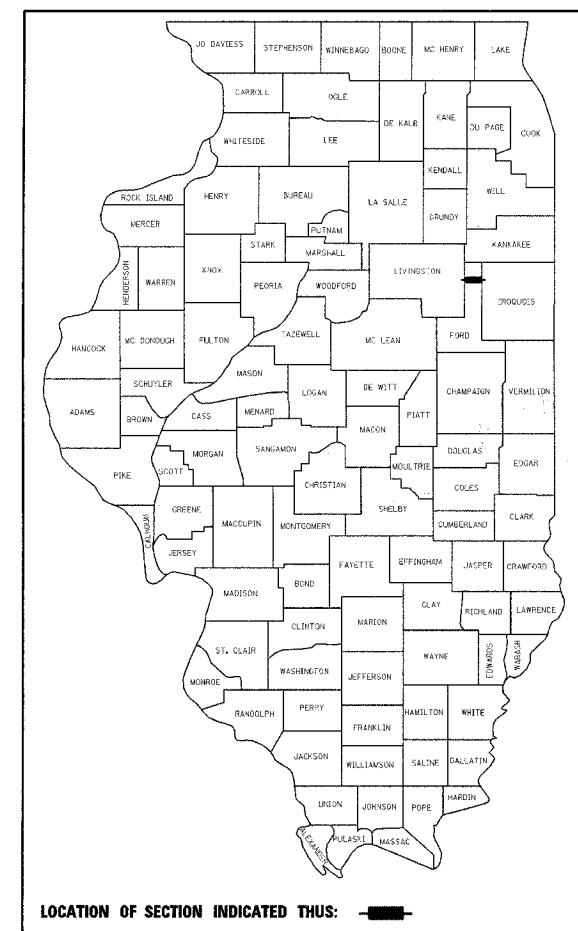 JO DAVIESS STEPHENSON WINNEBAGO BOONE MC HENRY LAKE
CARROLL OGLE DE KALB KANE DU PAGE COOK
WHITESIDE LEE KENDALL WILL
ROCK ISLAND HENRY BUREAU LA SALLE GRUNDY
MERCER PUTNAM KANKAKEE
HENDERSON WARREN KNOX STARK MARSHALL LIVINGSTON
PEORIA WOODFORD IROQUOIS
HANCOCK MC DONOUGH FULTON TAZEWELL MC LEAN FORD
SCHUYLER MASON LOGAN DE WITT CHAMPAIGN VERMILION
ADAMS BROWN CASS MENARD MACON PIATT
PIKE SCOTT MORGAN SANGAMON MOULTRIE DOUGLAS EDGAR
CHRISTIAN COLES
CALHOUN GREENE MACOUPIN MONTGOMERY SHELBY CUMBERLAND CLARK
JERSEY FAYETTE EFFINGHAM JASPER CRAWFORD
MADISON BOND CLAY RICHLAND LAWRENCE
CLINTON MARION
ST. CLAIR WASHINGTON JEFFERSON WAYNE EDWARDS WABASH
MONROE
RANDOLPH PERRY FRANKLIN HAMILTON WHITE
JACKSON WILLIAMSON SALINE GALLATIN
UNION JOHNSON POPE HARDIN
ALEXANDER PULASKI MASSAC
LOCATION OF SECTION INDICATED THUS: